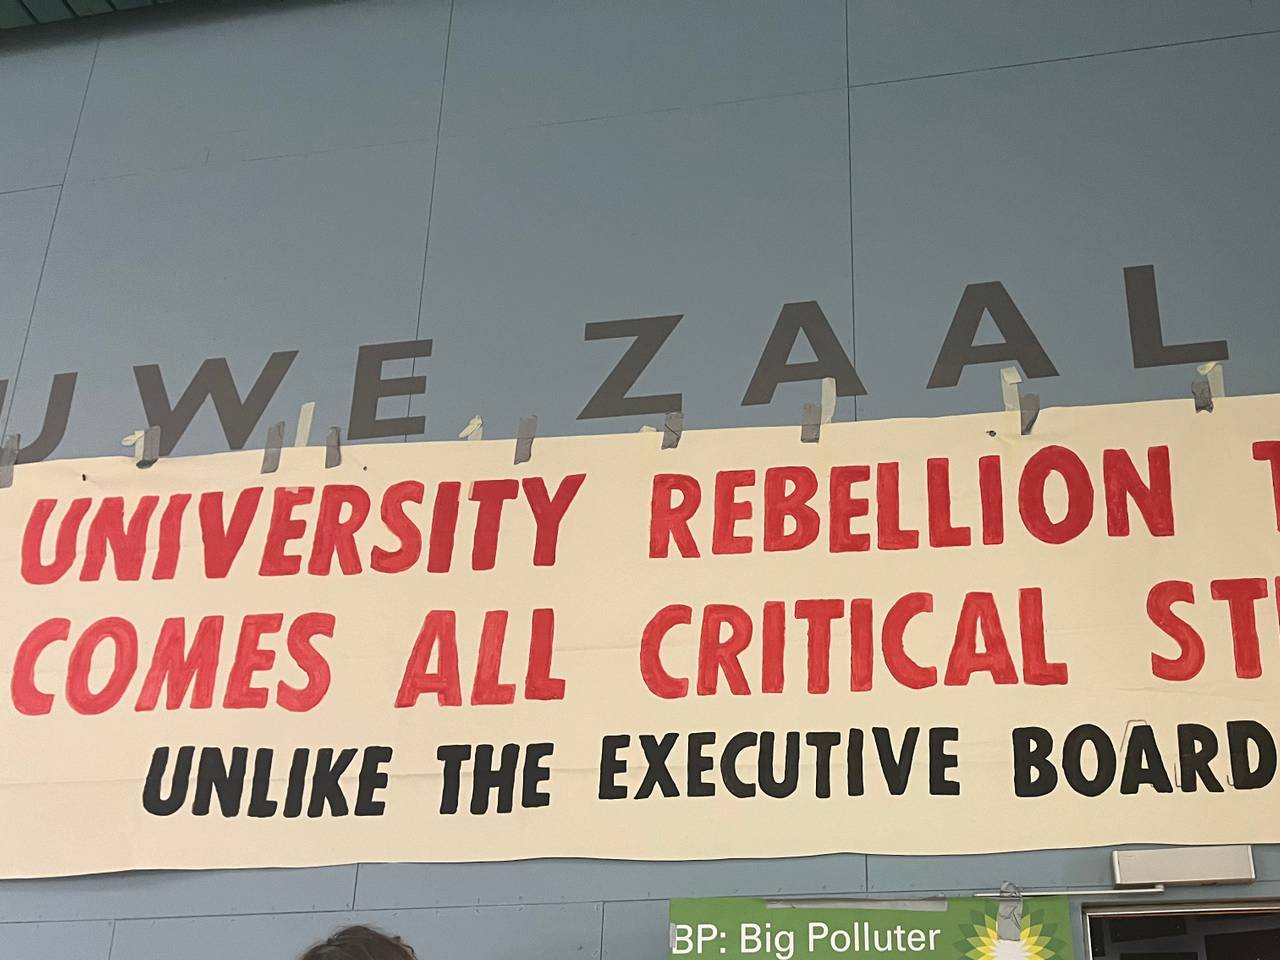 UWE ZAAL
UNIVERSITY REBELLION
COMES ALL CRITICAL
UNLIKE THE EXECUTIVE BOARD
BP: Big Polluter